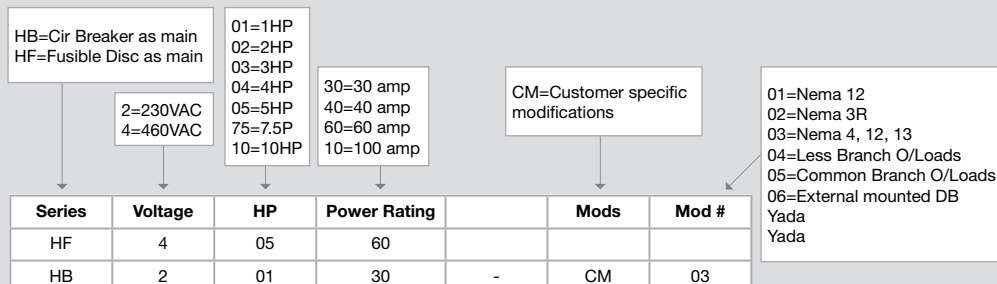 HB=Cir Breaker as main
HF=Fusible Disc as main
2=230VAC
4=460VAC
01=1HP
02=2HP
03=3HP
04=4HP
05=5HP
75=7.5P
10=10HP
30=30 amp
40=40 amp
60=60 amp
10=100 amp
CM=Customer specific
modifications
01=Nema 12
02=Nema 3R
03=Nema 4, 12, 13
04=Less Branch O/Loads
05=Common Branch O/Loads
06=External mounted DB
Yada
Yada
Series Voltage HP Power Rating Mods Mod #
HF 4 05 60
HB 2 01 30 - CM 03